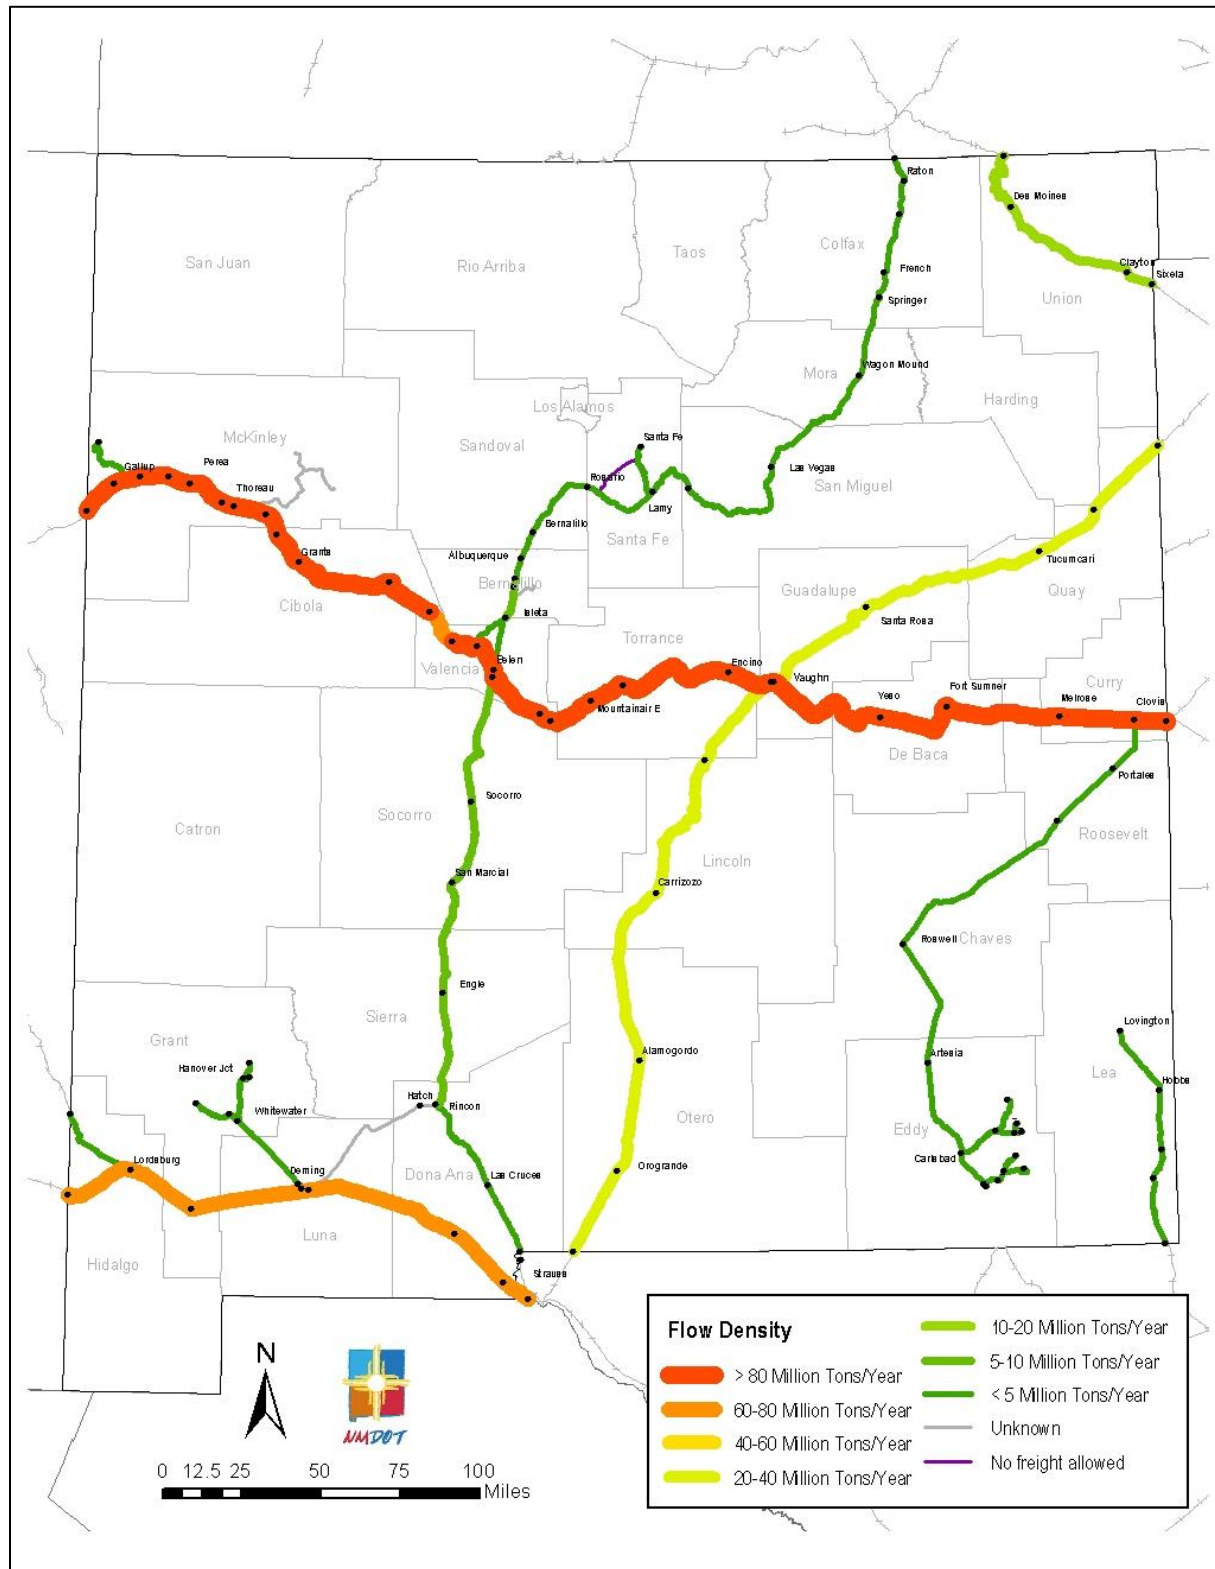 Raton
Des Moines
Colfax
Taos
San Juan
Rio Arriba
French
Clayton
Sixela
Union
Springer
Wagon Mound
Mora
Harding
Los Alamos
McKinley
Sandoval
Santa Fe
Gallup
Perea
Las Vegas
Rosario
Thoreau
San Miguel
Lamy
Bernalillo
Santa Fe
Grants
Albuquerque
Tucumcari
Bernalillo
Guadalupe
Quay
Cibola
Isleta
Santa Rosa
Torrance
Belen
Valencia
Encino
Vaughn
Curry
Fort Sumner
Yeso
Melrose
Clovis
Mountainair E
De Baca
Portales
Socorro
Socorro
Catron
Roosevelt
Lincoln
San Marcial
Carrizozo
Roswell
Chaves
Engle
Sierra
Lovington
Grant
Alamogordo
Artesia
Hanover Jct
Lea
Hobbs
Hatch
Rincon
Whitewater
Otero
Eddy
Lordsburg
Carlsbad
Deming
Dona Ana
Las Cruces
Orogrande
Luna
Hidalgo
Strauss
Flow Density
> 80 Million Tons/Year
60-80 Million Tons/Year
40-60 Million Tons/Year
20-40 Million Tons/Year
10-20 Million Tons/Year
5-10 Million Tons/Year
< 5 Million Tons/Year
Unknown
No freight allowed
N
NMDOT
0 12.5 25 50 75 100
Miles